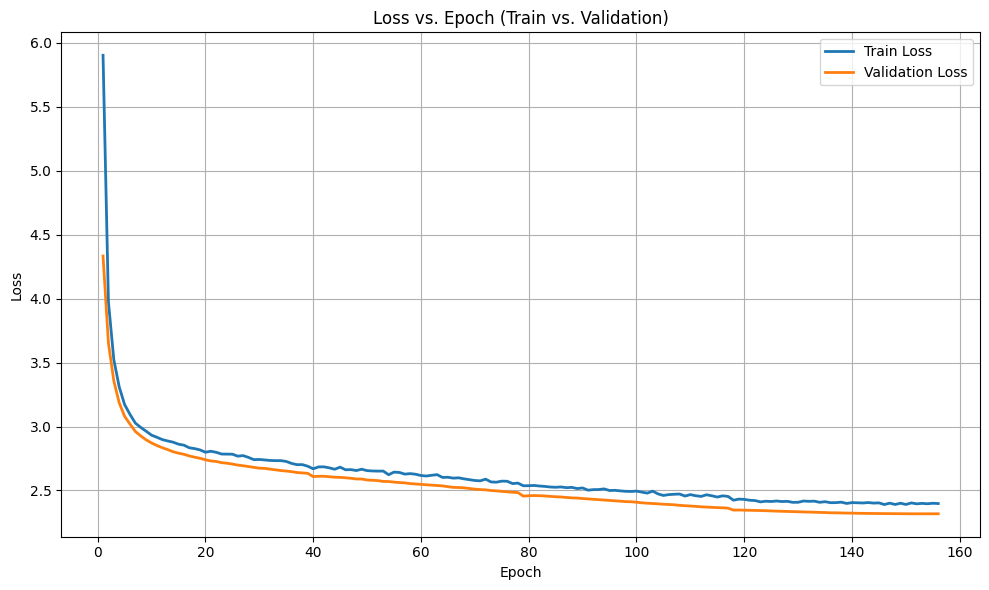 Loss vs. Epoch (Train vs. Validation)
Train Loss
Validation Loss
Loss
6.0
5.5
5.0
4.5
4.0
3.5
3.0
2.5
0 20 40 60 80 100 120 140 160
Epoch